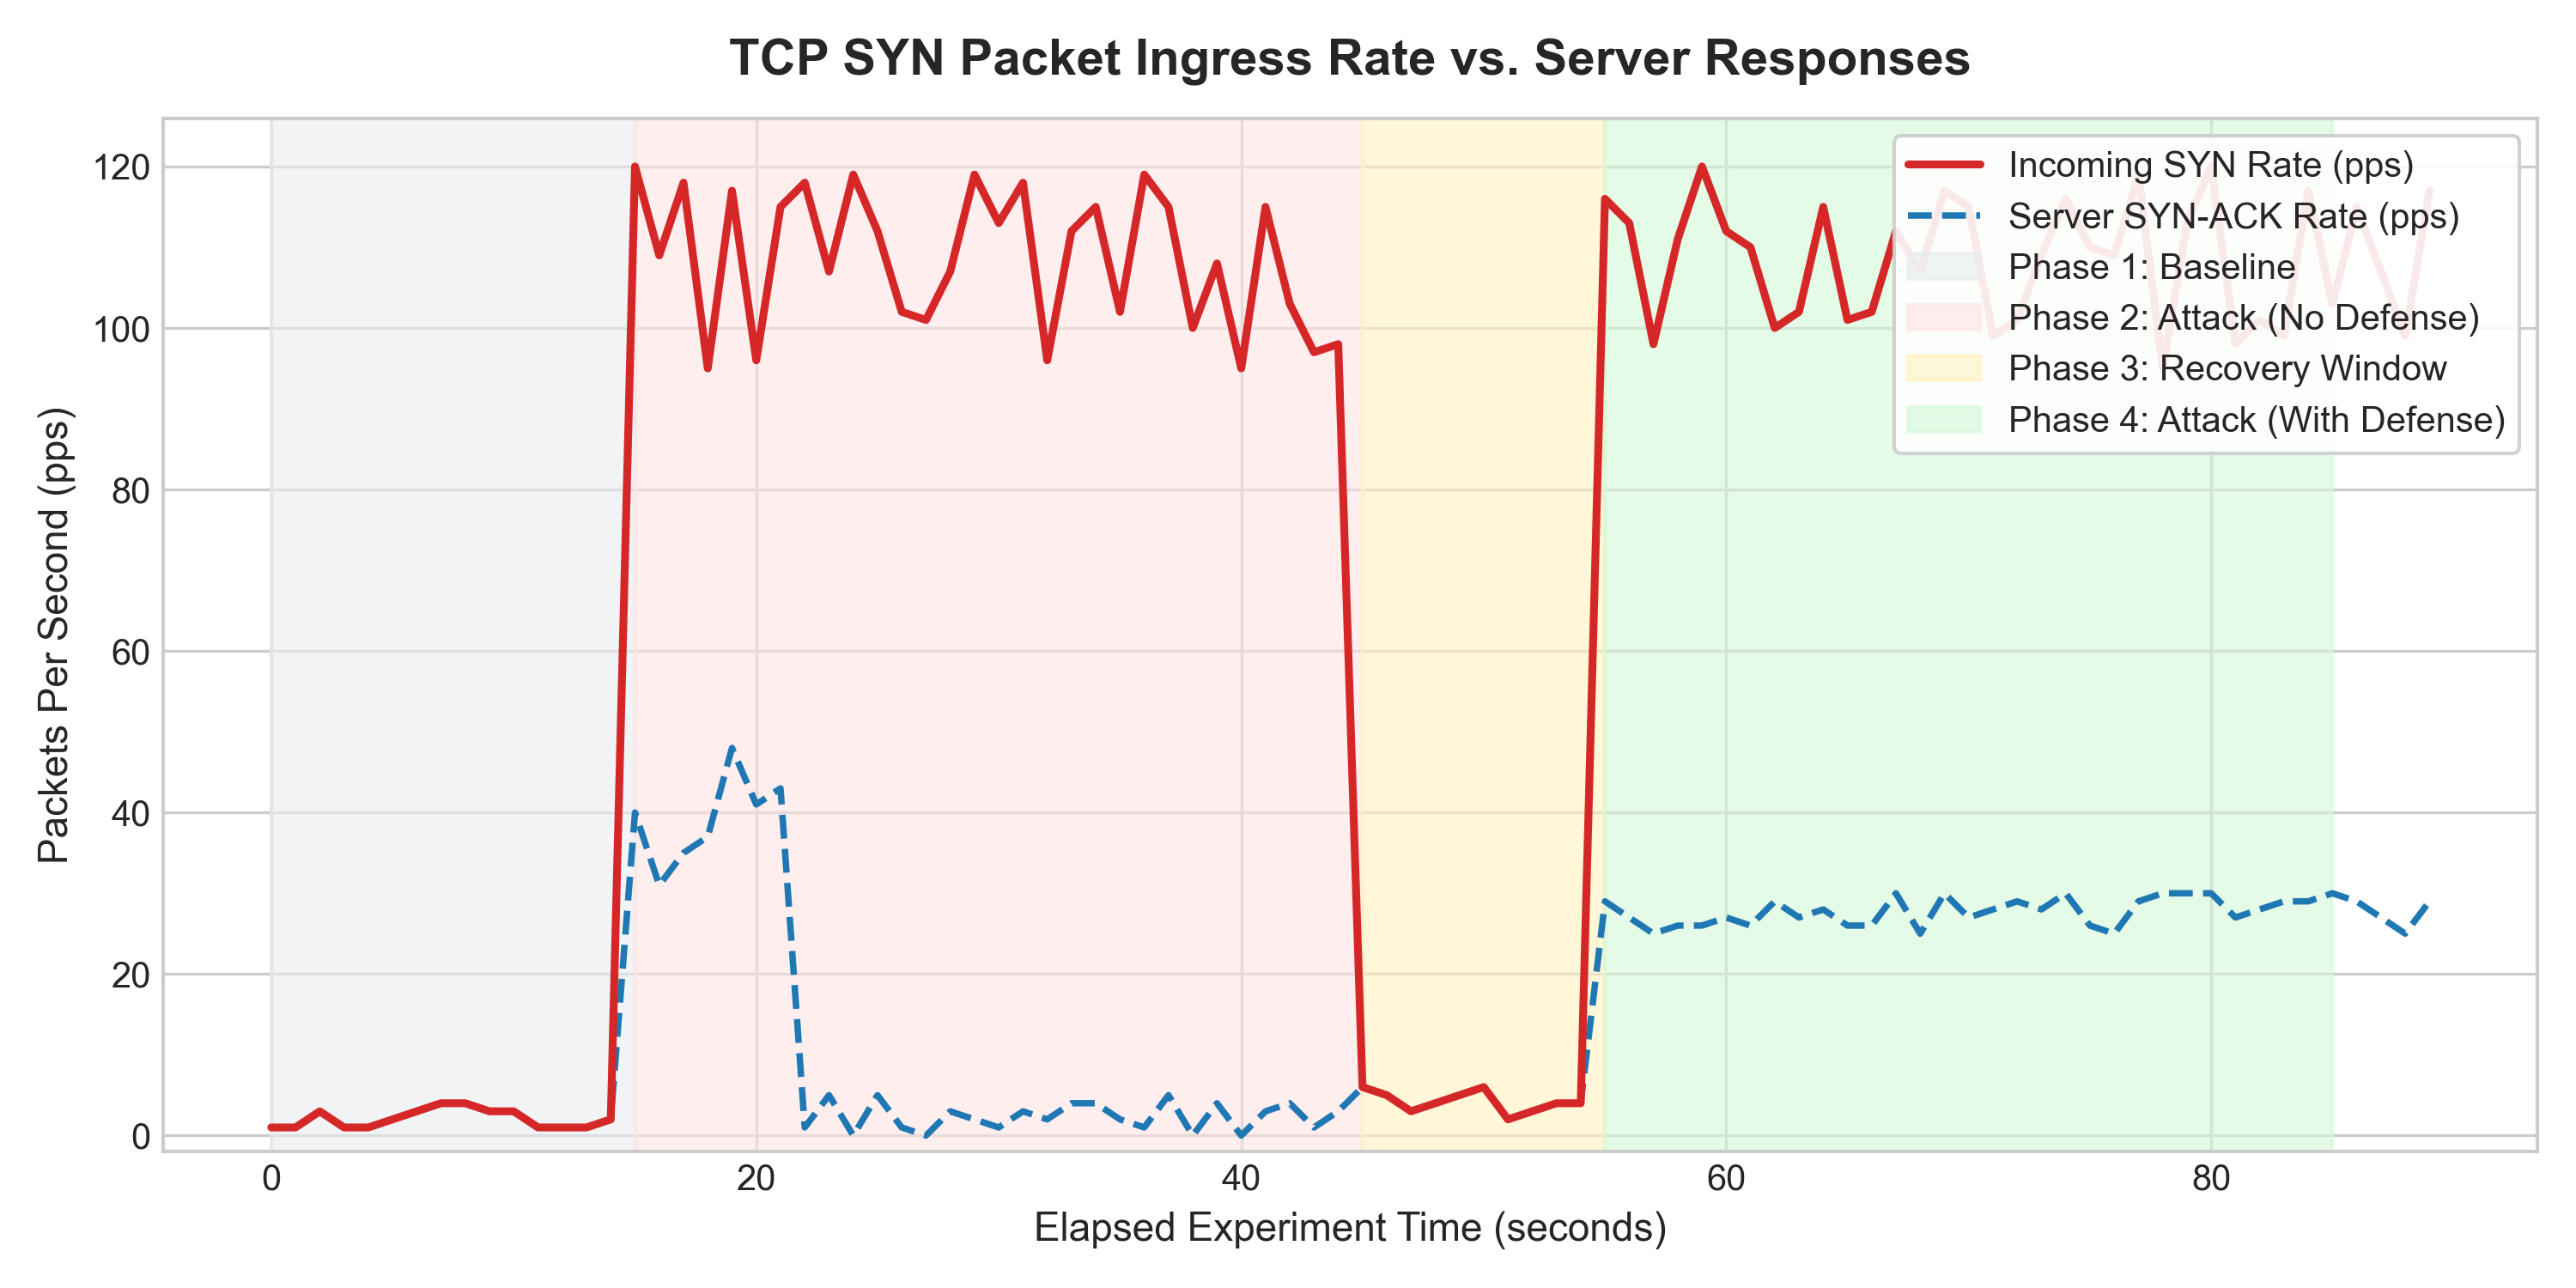 TCP SYN Packet Ingress Rate vs. Server Responses
Incoming SYN Rate (pps)
Server SYN-ACK Rate (pps)
Phase 1: Baseline
Phase 2: Attack (No Defense)
Phase 3: Recovery Window
Phase 4: Attack (With Defense)
Packets Per Second (pps)
120
100
80
60
40
20
0
0
20
40
60
80
Elapsed Experiment Time (seconds)